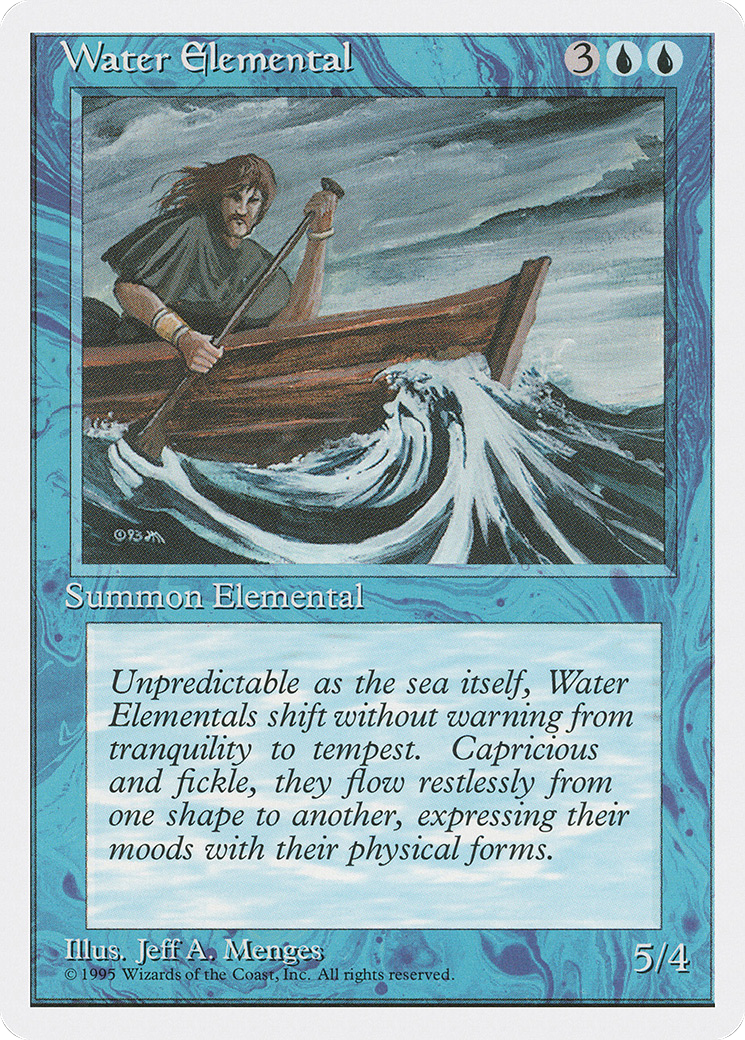 Water Elemental
3
Summon Elemental
Unpredictable as the sea itself, Water
Elementals shift without warning from
tranquility to tempest. Capricious
and fickle, they flow restlessly from
one shape to another, expressing their
moods with their physical forms.
Illus. Jeff A. Menges
5/4
© 1995 Wizards of the Coast, Inc. All rights reserved.